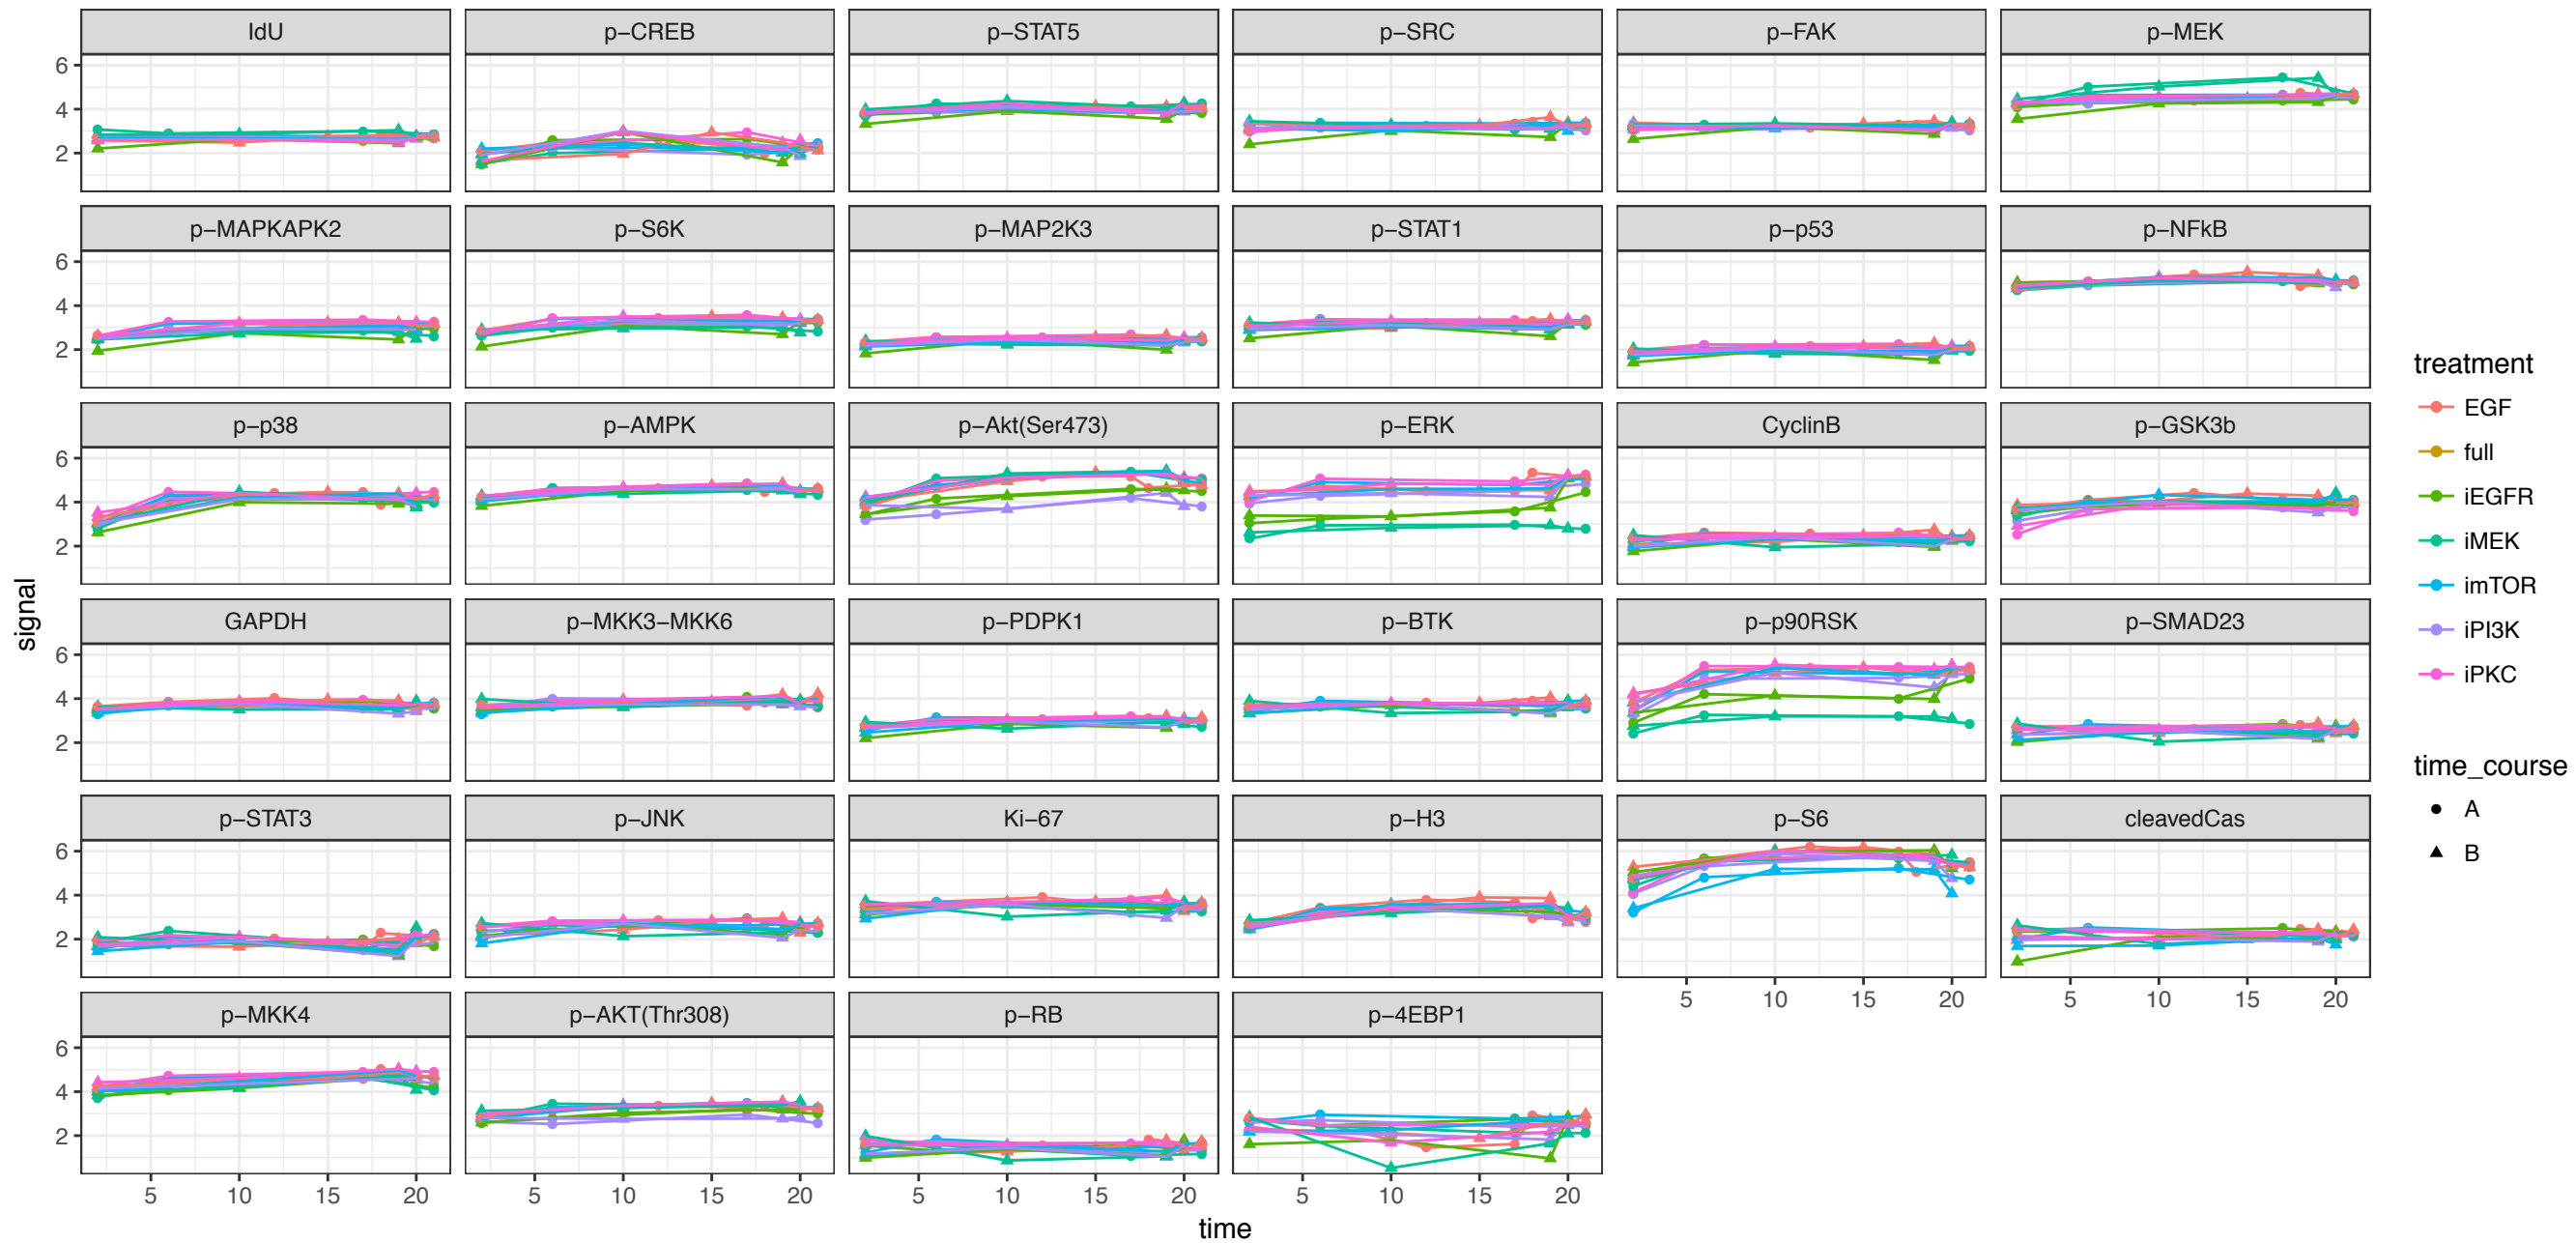 IdU p−CREB p−STAT5 p−SRC p−FAK p−MEK
6
4
2
p−MAPKAPK2 p−S6K p−MAP2K3 p−STAT1 p−p53 p−NFkB
6
4
2
p−p38 p−AMPK p−Akt(Ser473) p−ERK CyclinB p−GSK3b
6
4
2
GAPDH p−MKK3−MKK6 p−PDPK1 p−BTK p−p90RSK p−SMAD23
6
4
2
p−STAT3 p−JNK Ki−67 p−H3 p−S6 cleavedCas
6
4
2
5 10 15 20 5 10 15 20
p−MKK4 p−AKT(Thr308) p−RB p−4EBP1
6
4
2
5 10 15 20 5 10 15 20 5 10 15 20 5 10 15 20
time
signal
treatment
EGF
full
iEGFR
iMEK
imTOR
iPI3K
iPKC
time_course
A
B